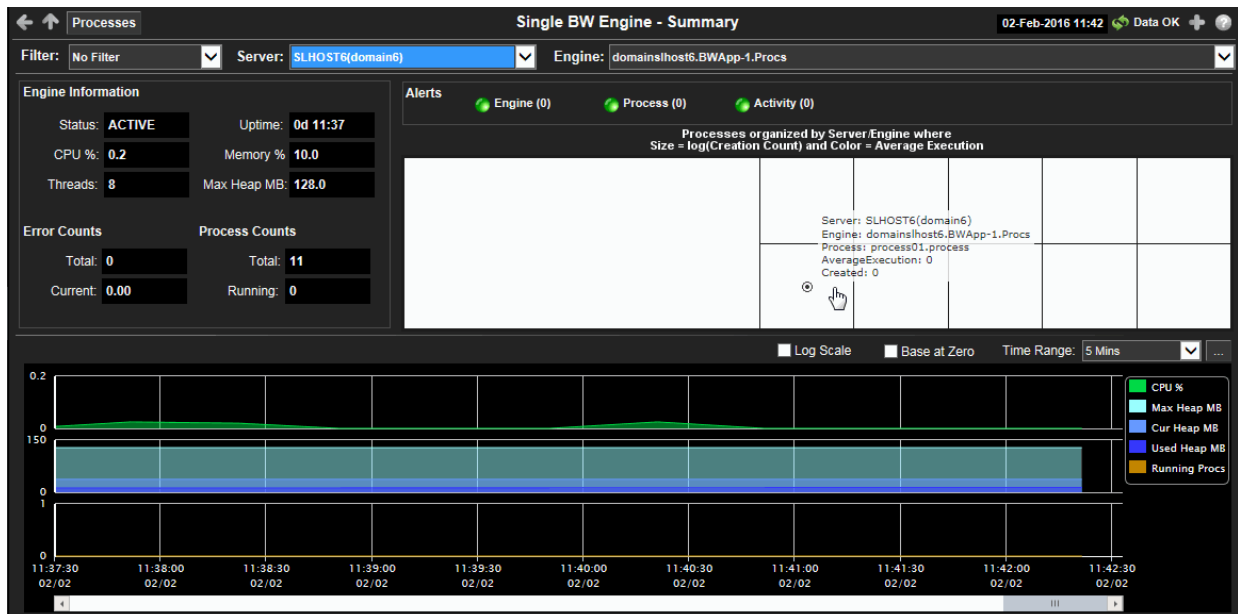 Processes
Single BW Engine - Summary
02-Feb-2016 11:42
Data OK
Filter: No Filter
Server: SLHOST6(domain6)
Engine: domainslhost6.BWApp-1.Procs
Engine Information
Status: ACTIVE
Uptime: 0d 11:37
CPU %: 0.2
Memory % 10.0
Threads: 8
Max Heap MB: 128.0
Error Counts
Process Counts
Total: 0
Total: 11
Current: 0.00
Running: 0
Alerts
Engine (0)
Process (0)
Activity (0)
Processes organized by Server/Engine where
Size = log(Creation Count) and Color = Average Execution
Server: SLHOST6(domain6)
Engine: domainslhost6.BWApp-1.Procs
Process: process01.process
AverageExecution: 0
Created: 0
Log Scale
Base at Zero
Time Range: 5 Mins
...
0.2
0
150
0
1
0
CPU %
Max Heap MB
Cur Heap MB
Used Heap MB
Running Procs
11:37:30 11:38:00 11:38:30 11:39:00 11:39:30 11:40:00 11:40:30 11:41:00 11:41:30 11:42:00 11:42:30
02/02 02/02 02/02 02/02 02/02 02/02 02/02 02/02 02/02 02/02 02/02